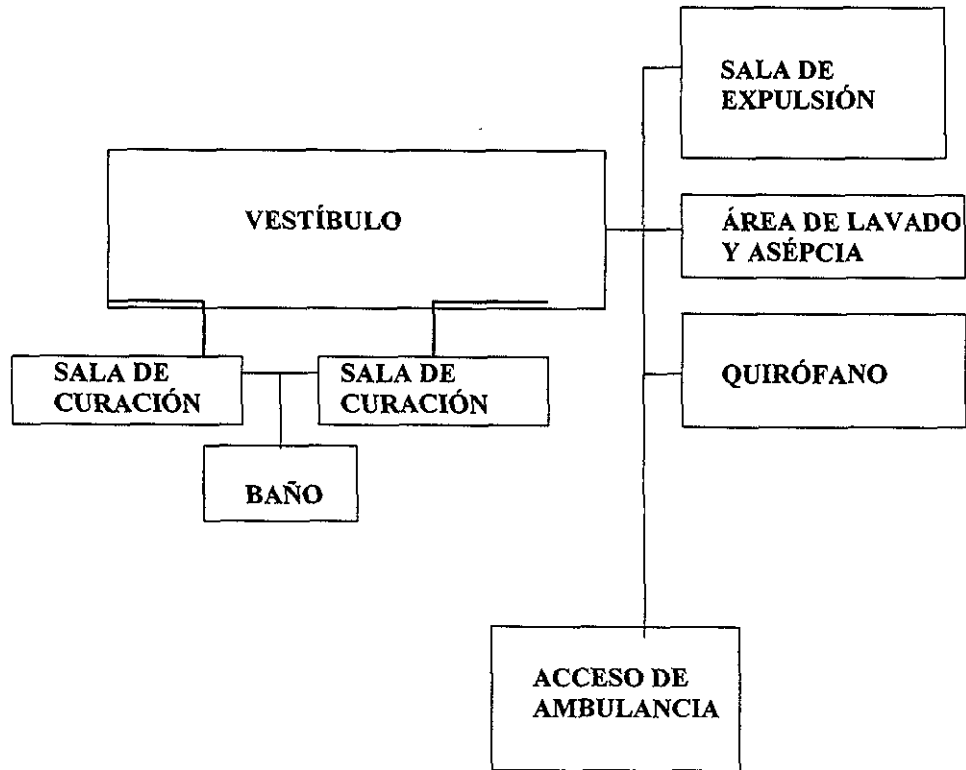 SALA DE
EXPULSIÓN
VESTÍBULO
ÁREA DE LAVADO
Y ASÉPCIA
SALA DE
CURACIÓN
SALA DE
CURACIÓN
QUIRÓFANO
BAÑO
ACCESO DE
AMBULANCIA